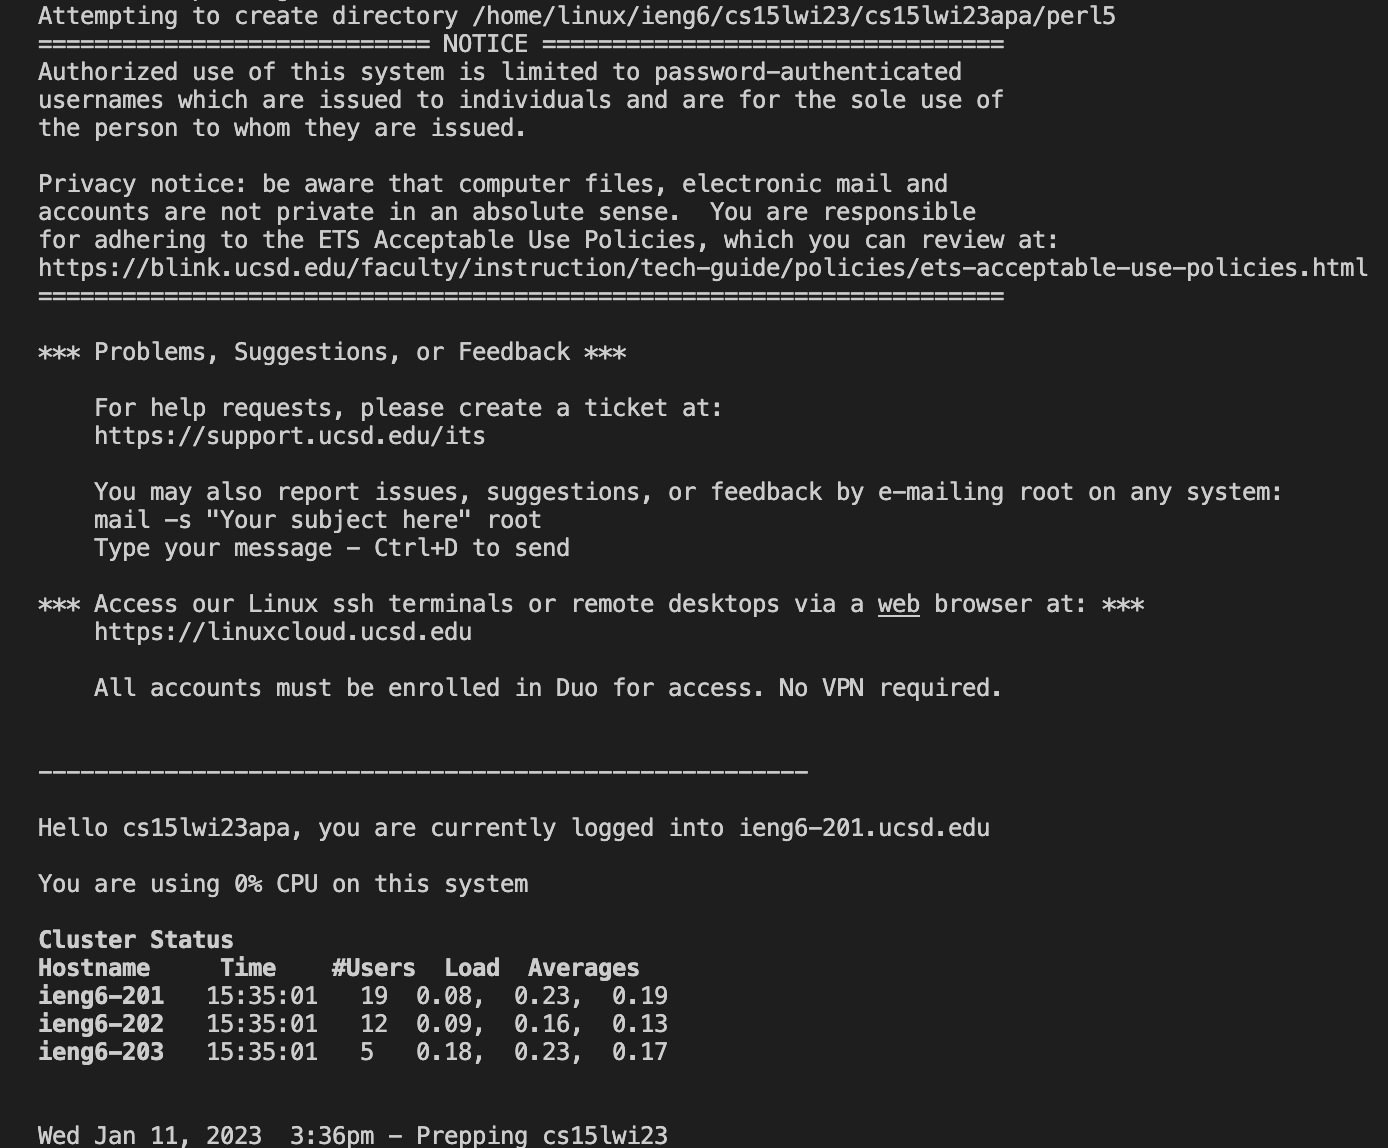 Attempting to create directory /home/linux/ieng6/cs15lwi23/cs15lwi23apa/perl5
============================ NOTICE =================================
Authorized use of this system is limited to password-authenticated
usernames which are issued to individuals and are for the sole use of
the person to whom they are issued.

Privacy notice: be aware that computer files, electronic mail and
accounts are not private in an absolute sense.  You are responsible
for adhering to the ETS Acceptable Use Policies, which you can review at:
https://blink.ucsd.edu/faculty/instruction/tech-guide/policies/ets-acceptable-use-policies.html
=====================================================================

*** Problems, Suggestions, or Feedback ***

    For help requests, please create a ticket at:
    https://support.ucsd.edu/its

    You may also report issues, suggestions, or feedback by e-mailing root on any system:
    mail -s "Your subject here" root
    Type your message - Ctrl+D to send

*** Access our Linux ssh terminals or remote desktops via a web browser at: ***
    https://linuxcloud.ucsd.edu

    All accounts must be enrolled in Duo for access. No VPN required.


-------------------------------------------------------

Hello cs15lwi23apa, you are currently logged into ieng6-201.ucsd.edu

You are using 0% CPU on this system

Cluster Status
Hostname     Time    #Users  Load  Averages
ieng6-201   15:35:01   19  0.08,  0.23,  0.19
ieng6-202   15:35:01   12  0.09,  0.16,  0.13
ieng6-203   15:35:01   5   0.18,  0.23,  0.17


Wed Jan 11, 2023  3:36pm - Prepping cs15lwi23